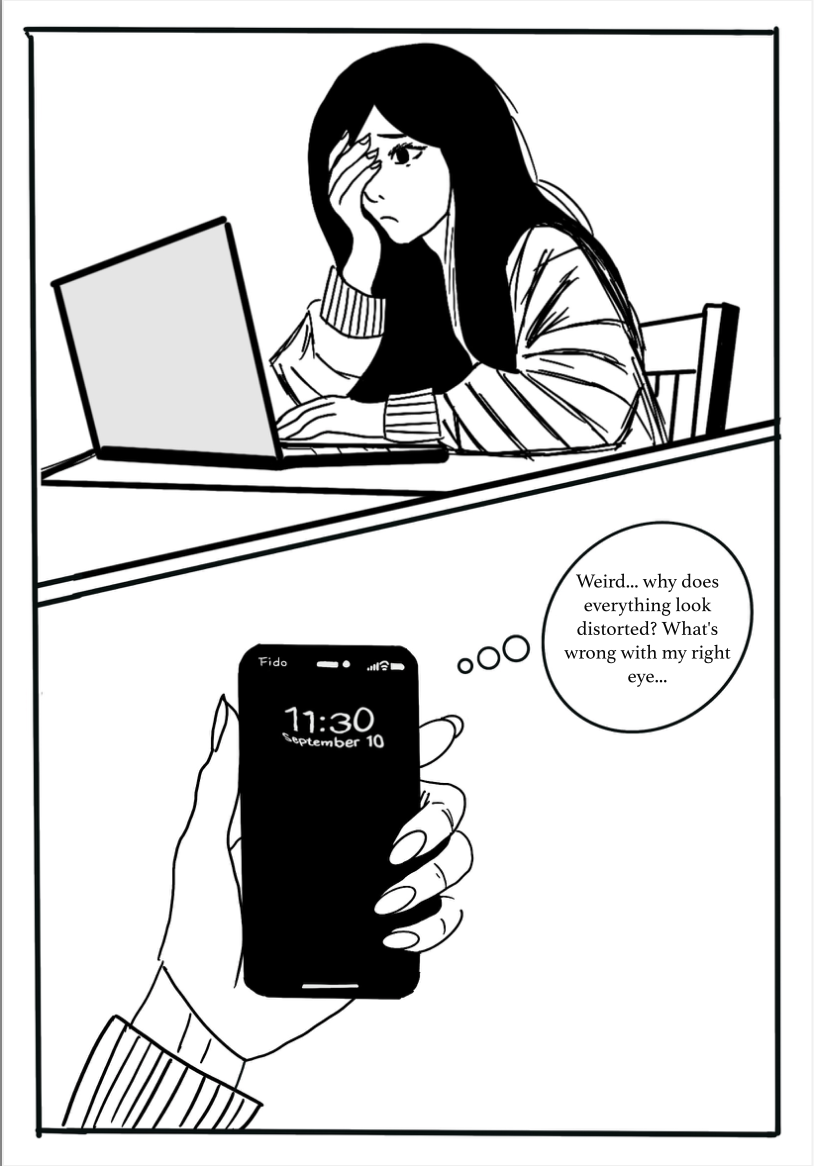 Weird... why does
everything look
distorted? What's
wrong with my right
eye...
Fido
11:30
September 10